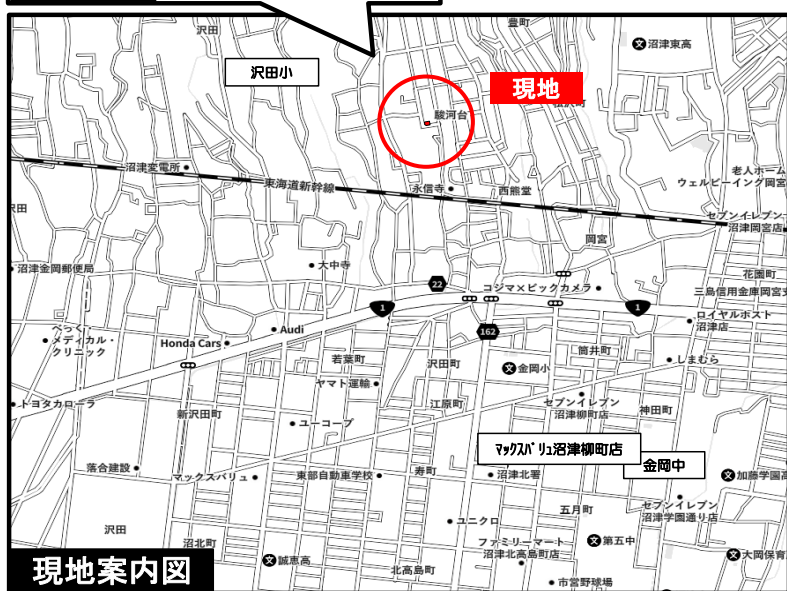 豊町
沢田
沼津東高
沢田小
現地
駿河台
沼津変電所
東海道新幹線
永信寺
西熊堂
老人ホーム
ウェルビーイング岡宮
セブンイレブン
沼津岡宮店
沢田
岡宮
大中寺
沼津金岡郵便局
22
コジマ×ビックカメラ
花園町
三島信用金庫岡宮支
1
1
ロイヤルホスト
沼津店
Audi
162
べっく・
メディカル・
クリニック
Honda Cars
若葉町
沢田町
筒井町
しまむら
金岡小
ヤマト運輸
トヨタカローラ
新沢田町
江原町
セブンイレブン
沼津柳町店
神田町
ユーコープ
マックスバリュ沼津柳町店
金岡中
落合建設
マックスバリュ
東部自動車学校
寿町
沼津北署
加藤学園高
沢田
五月町
セブンイレブン
沼津学園通り店
沼北町
ユニクロ
ファミリーマート
沼津北高島町店
第五中
誠恵高
大岡保育
北高島町
市営野球場
現地案内図